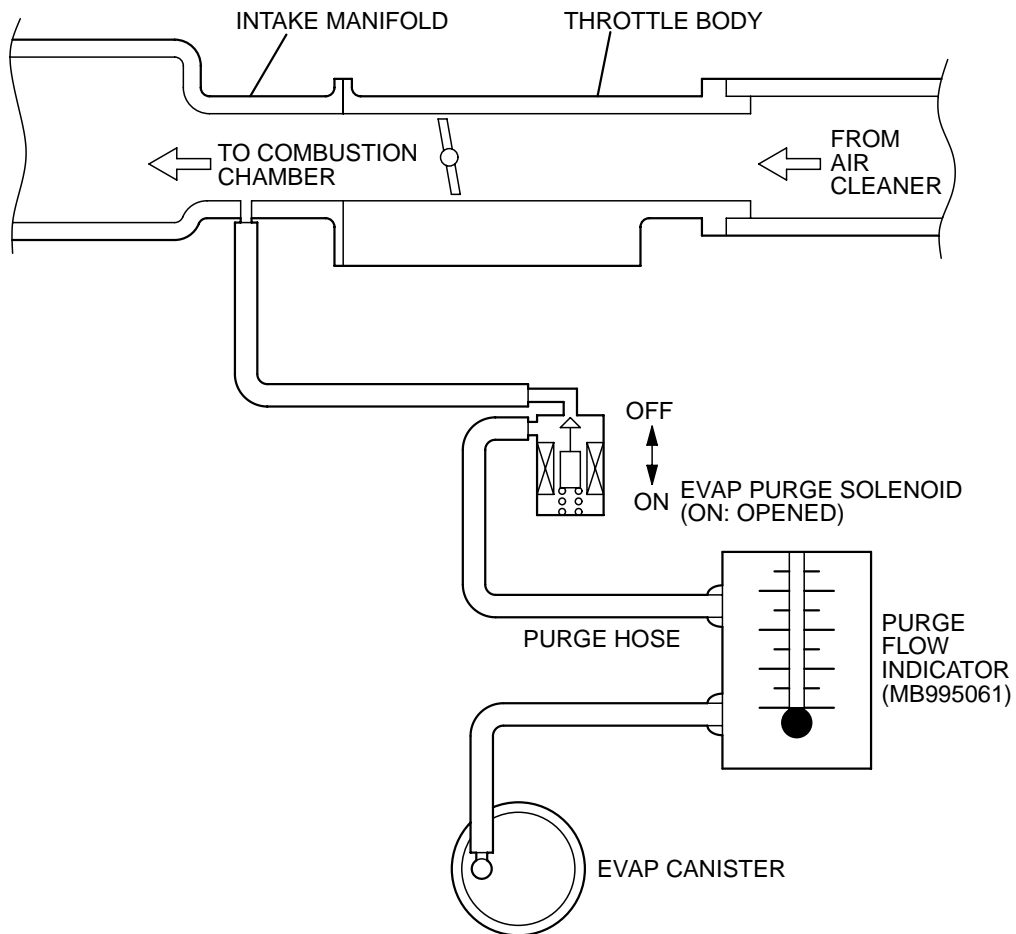 INTAKE MANIFOLD
THROTTLE BODY
TO COMBUSTION
CHAMBER
FROM
AIR
CLEANER
OFF
ON
EVAP PURGE SOLENOID
(ON: OPENED)
PURGE HOSE
PURGE
FLOW
INDICATOR
(MB995061)
EVAP CANISTER